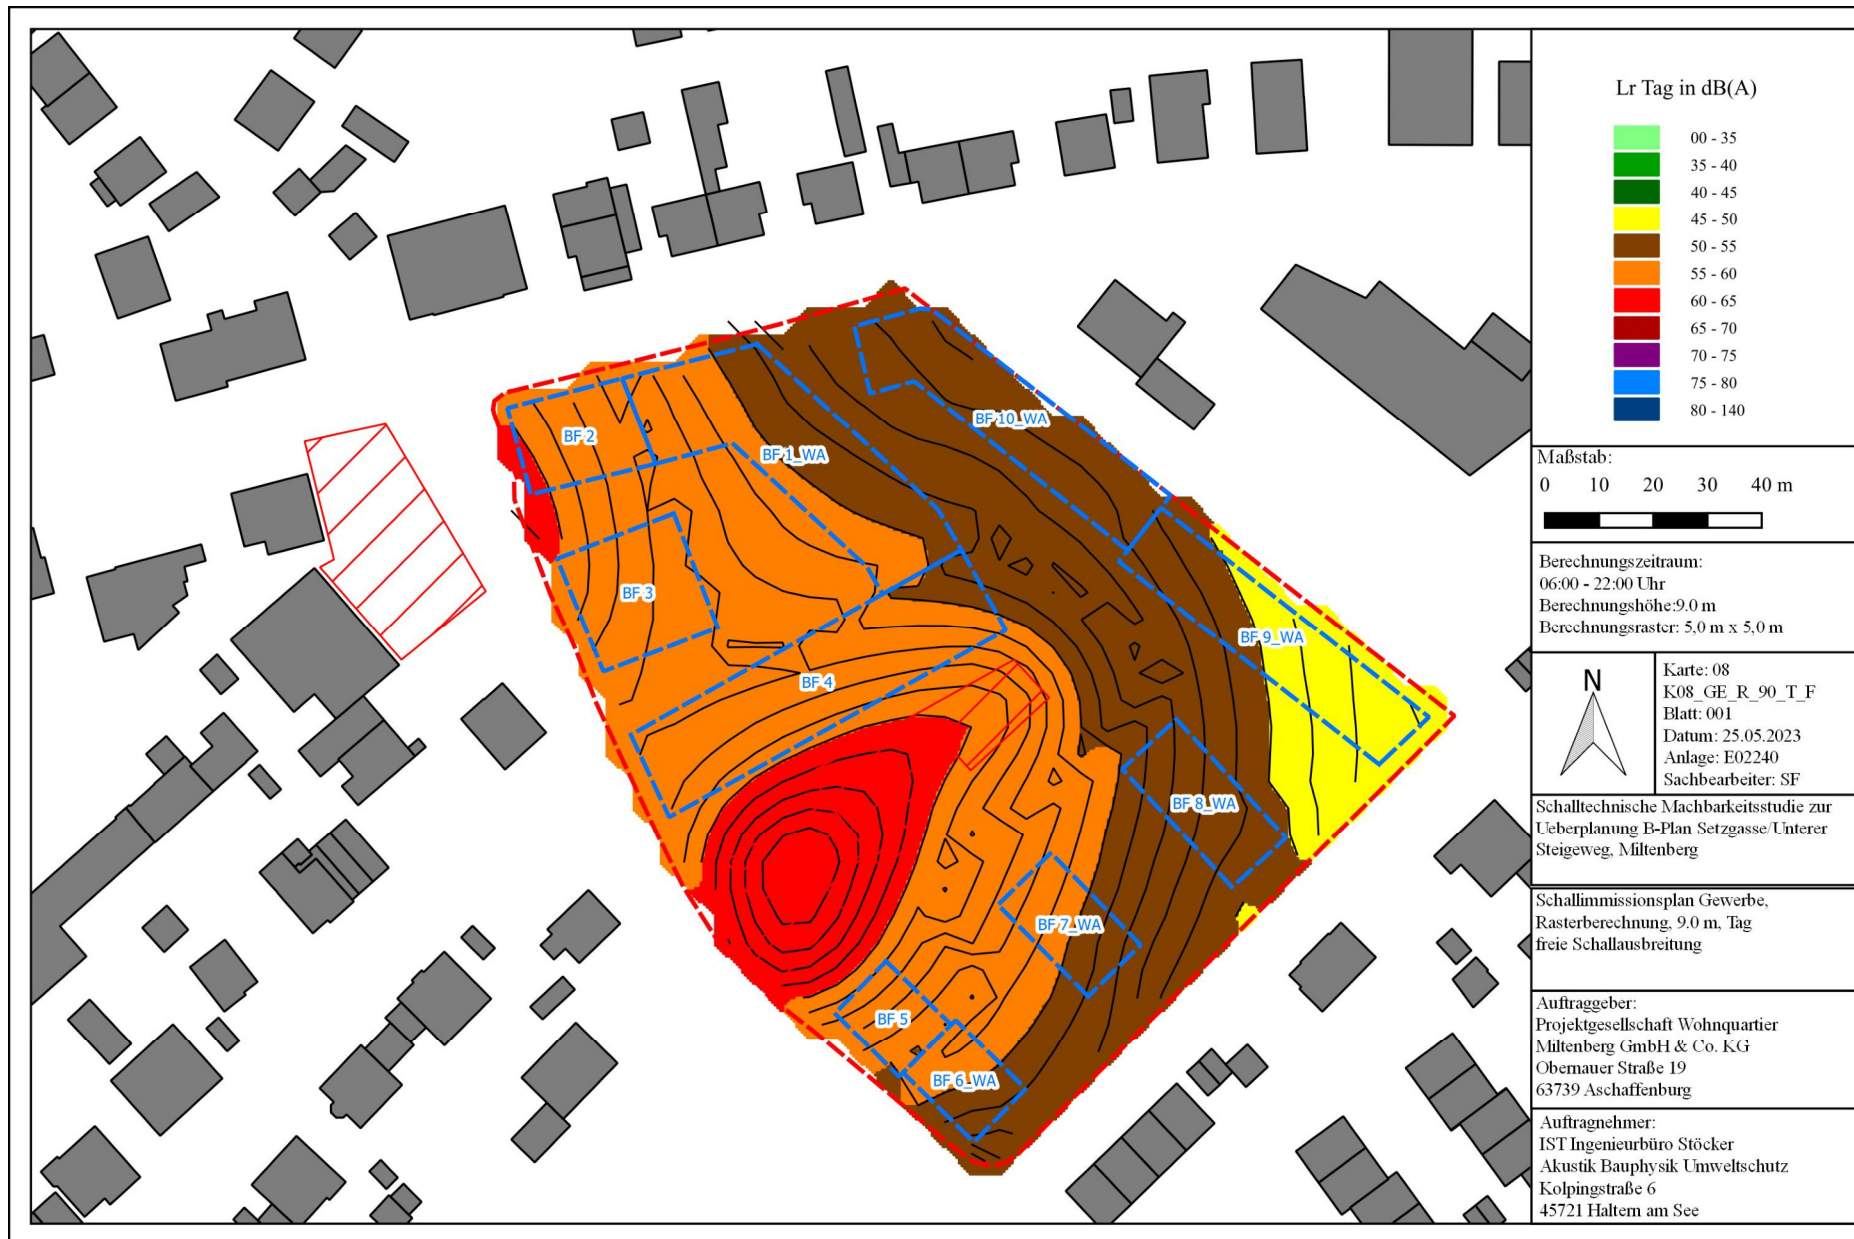 Lr Tag in dB(A)
00 - 35
35 - 40
40 - 45
45 - 50
50 - 55
55 - 60
60 - 65
65 - 70
70 - 75
75 - 80
80 - 140
Maßstab:
0 10 20 30 40 m
Berechnungszeitraum:
06:00 - 22:00 Uhr
Berechnungshöhe:9.0 m
Berechnungsraster: 5,0 m x 5,0 m
N
Karte: 08
K08_GE_R_90_T_F
Blatt: 001
Datum: 25.05.2023
Anlage: E02240
Sachbearbeiter: SF
Schalltechnische Machbarkeitsstudie zur
Ueberplanung B-Plan Setzgasse/Unterer
Steigeweg, Miltenberg
Schallimmissionsplan Gewerbe,
Rasterberechnung, 9.0 m, Tag
freie Schallausbreitung
Auftraggeber:
Projektgesellschaft Wohnquartier
Miltenberg GmbH & Co. KG
Obernauer Straße 19
63739 Aschaffenburg
Auftragnehmer:
IST Ingenieurbüro Stöcker
Akustik Bauphysik Umweltschutz
Kolpingstraße 6
45721 Haltern am See
BF 10_WA
BF 2
BF 1_WA
BF 3
BF 9_WA
BF 4
BF 8_WA
BF 7_WA
BF 5
BF 6_WA